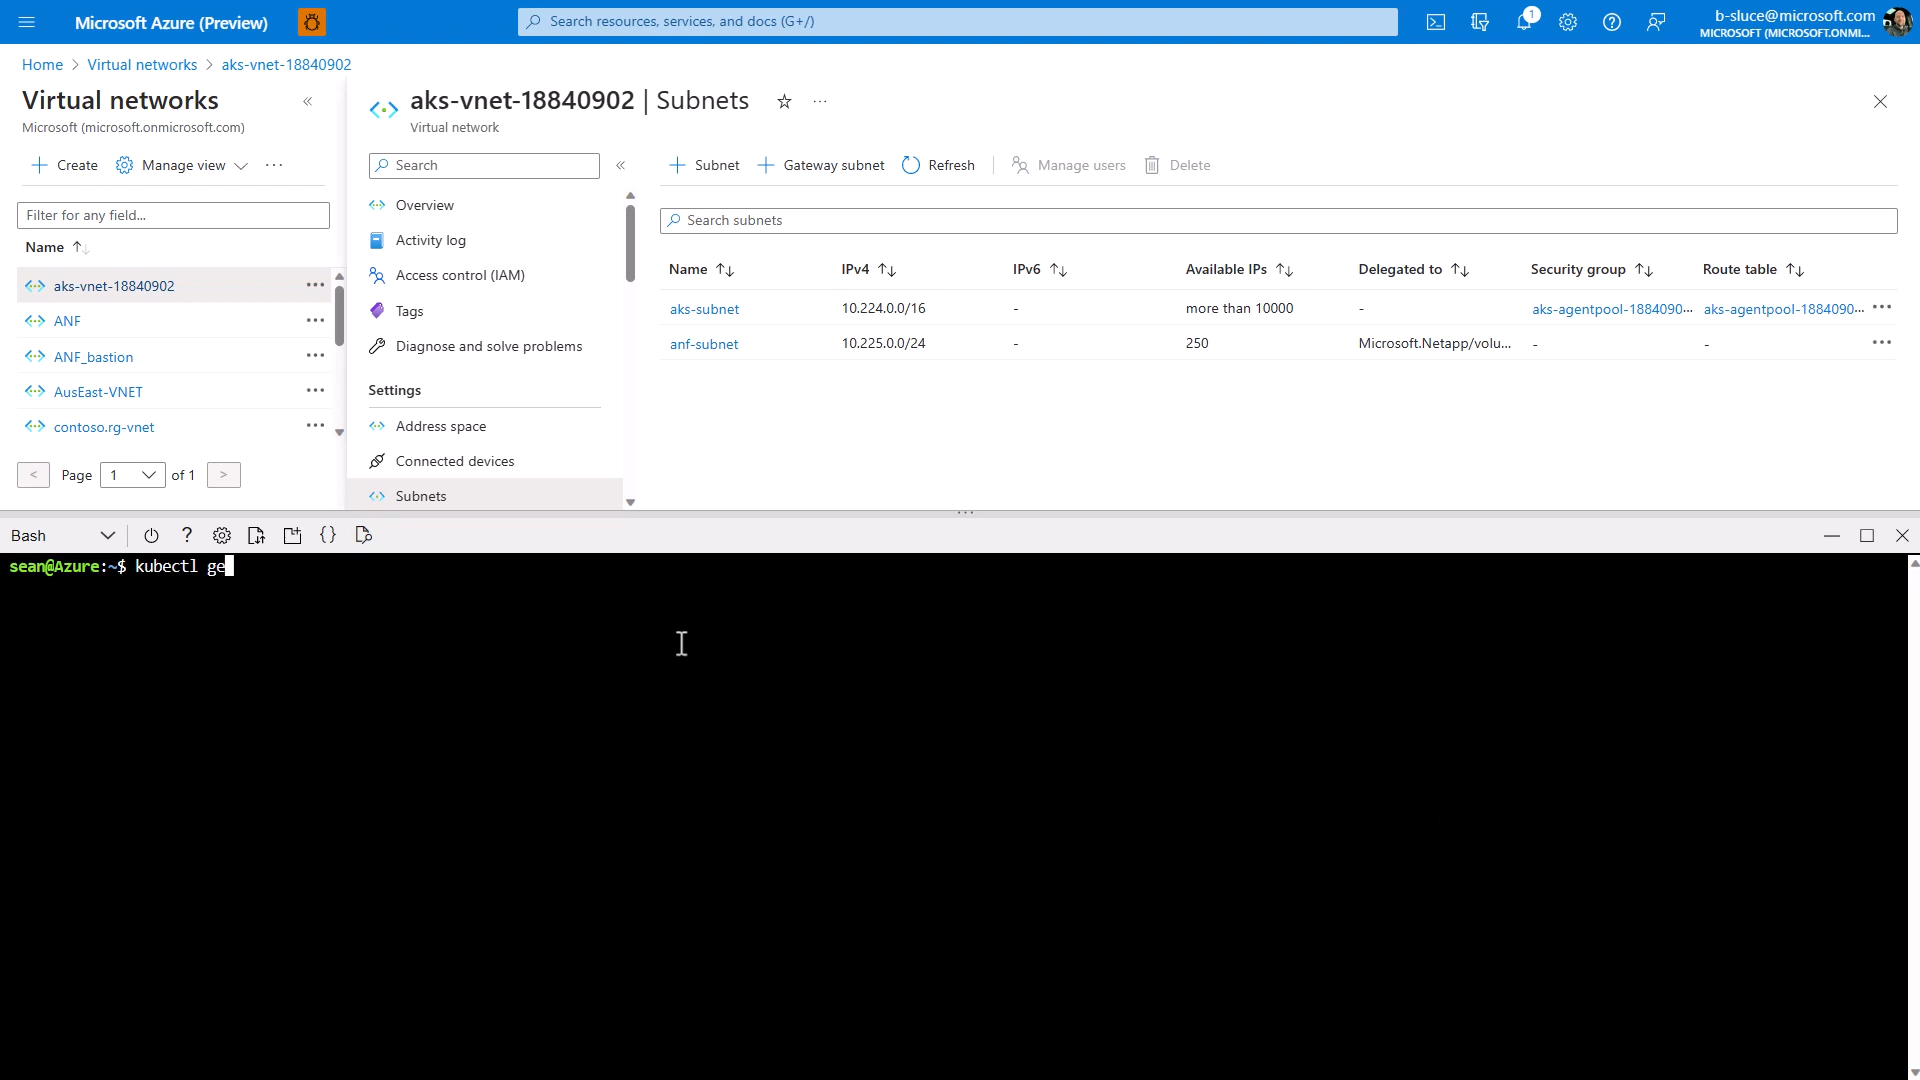 Microsoft Azure (Preview)
Search resources, services, and docs (G+/)
1
b-sluce@microsoft.com
MICROSOFT (MICROSOFT.ONMI...
Home > Virtual networks > aks-vnet-18840902
Virtual networks
Microsoft (microsoft.onmicrosoft.com)
Create
Manage view
Filter for any field...
Name
aks-vnet-18840902
ANF
ANF_bastion
AusEast-VNET
contoso.rg-vnet
< Page 1 of 1 >
aks-vnet-18840902 | Subnets
Virtual network
Search
Overview
Activity log
Access control (IAM)
Tags
Diagnose and solve problems
Settings
Address space
Connected devices
Subnets
Subnet Gateway subnet Refresh Manage users Delete
Search subnets
Name IPv4 IPv6 Available IPs Delegated to Security group Route table
aks-subnet 10.224.0.0/16 - more than 10000 - aks-agentpool-1884090... aks-agentpool-1884090...
anf-subnet 10.225.0.0/24 - 250 Microsoft.Netapp/volu... - -
Bash ? {}
sean@Azure:~$ kubectl ge